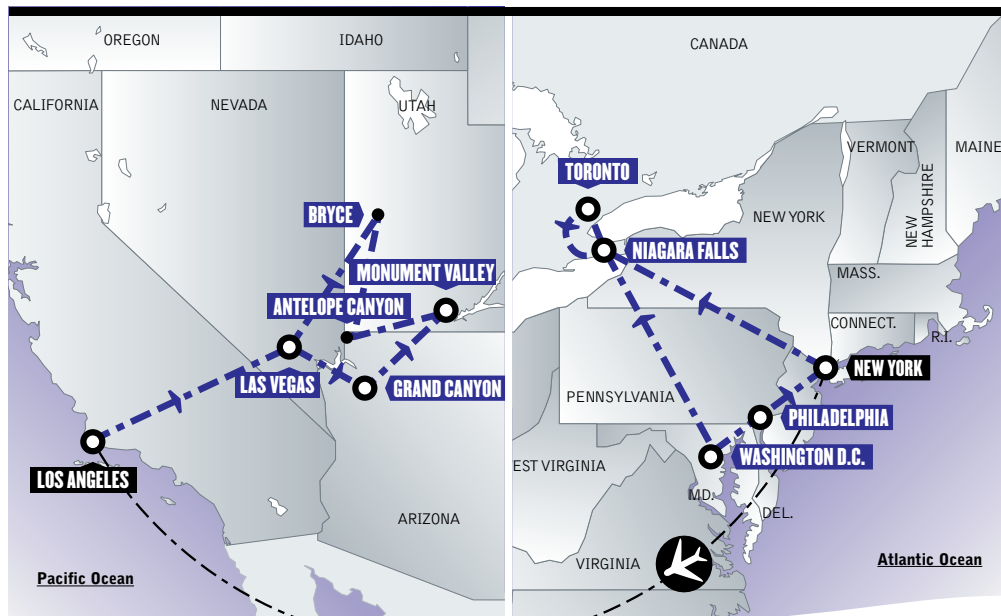 OREGON
IDAHO
CALIFORNIA
NEVADA
UTAH
BRYCE
MONUMENT VALLEY
ANTELOPE CANYON
LAS VEGAS
GRAND CANYON
LOS ANGELES
ARIZONA
Pacific Ocean
CANADA
VERMONT
MAINE
TORONTO
NEW YORK
NEW
HAMPSHIRE
NIAGARA FALLS
MASS.
CONNECT.
R.I.
NEW YORK
PENNSYLVANIA
PHILADELPHIA
WASHINGTON D.C.
EST VIRGINIA
MD.
DEL.
VIRGINIA
Atlantic Ocean